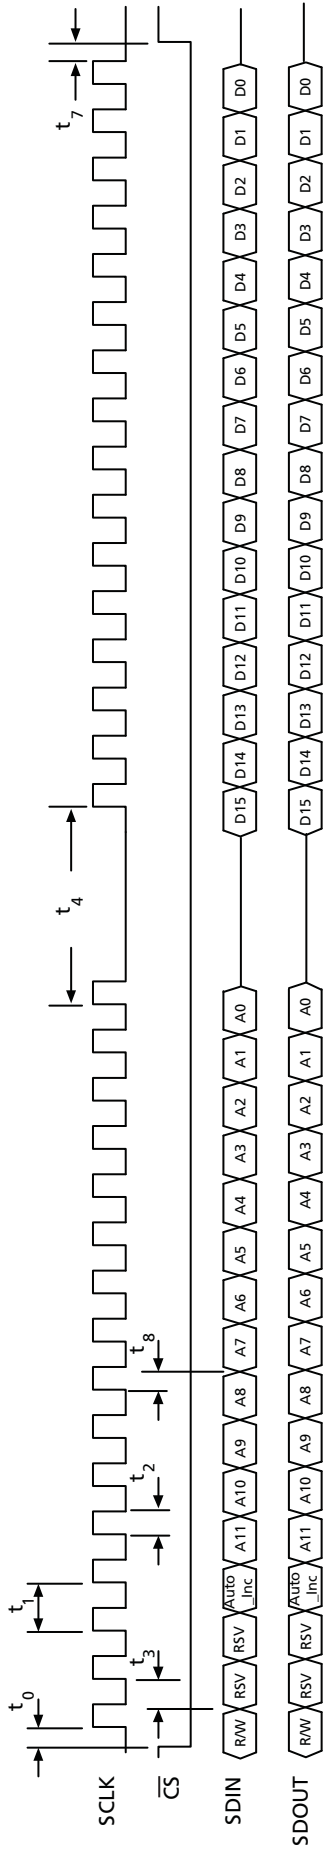 t0
t1
t4
t7
SCLK
t3
t2
t8
CS
SDIN
R/W RSV RSV Auto_Inc A11 A10 A9 A8 A7 A6 A5 A4 A3 A2 A1 A0 D15 D14 D13 D12 D11 D10 D9 D8 D7 D6 D5 D4 D3 D2 D1 D0
SDOUT
R/W RSV RSV Auto_Inc A11 A10 A9 A8 A7 A6 A5 A4 A3 A2 A1 A0 D15 D14 D13 D12 D11 D10 D9 D8 D7 D6 D5 D4 D3 D2 D1 D0